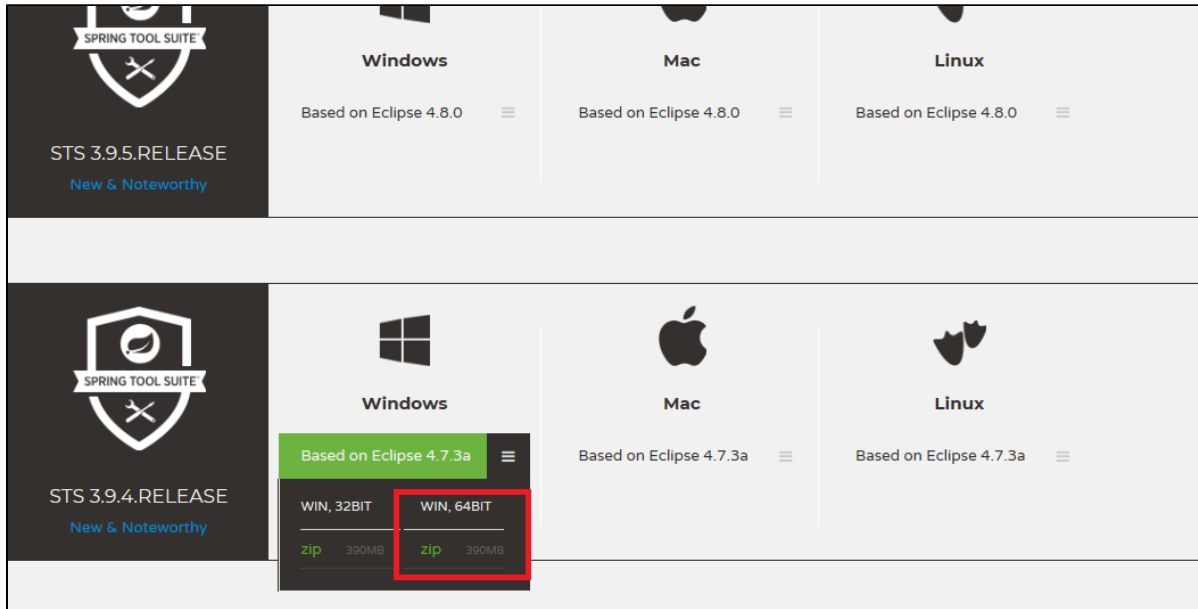 SPRING TOOL SUITE
STS 3.9.5.RELEASE
New & Noteworthy
Windows
Based on Eclipse 4.8.0
Mac
Based on Eclipse 4.8.0
Linux
Based on Eclipse 4.8.0
SPRING TOOL SUITE
STS 3.9.4.RELEASE
New & Noteworthy
Windows
Based on Eclipse 4.7.3a
WIN, 32BIT WIN, 64BIT
zip 390MB zip 390MB
Mac
Based on Eclipse 4.7.3a
Linux
Based on Eclipse 4.7.3a